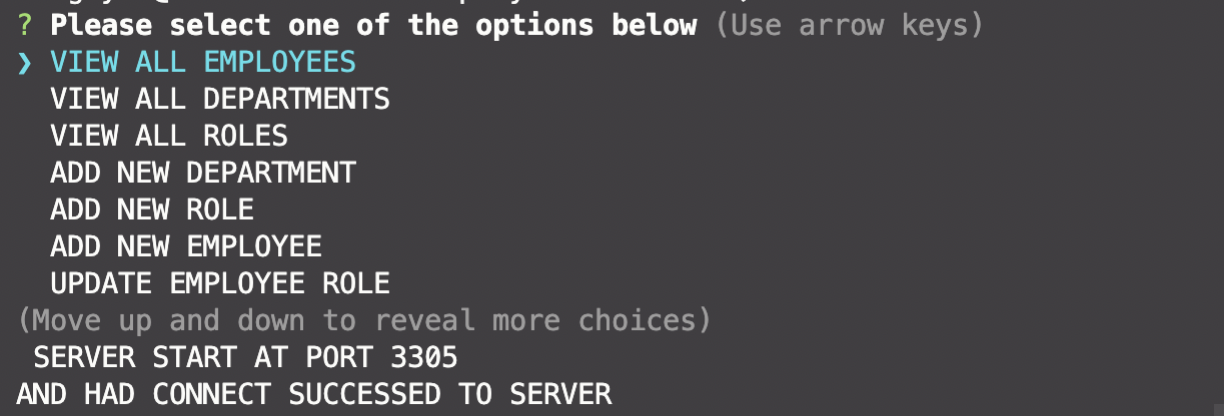 ? Please select one of the options below (Use arrow keys)
❯ VIEW ALL EMPLOYEES
VIEW ALL DEPARTMENTS
VIEW ALL ROLES
ADD NEW DEPARTMENT
ADD NEW ROLE
ADD NEW EMPLOYEE
UPDATE EMPLOYEE ROLE
(Move up and down to reveal more choices)
SERVER START AT PORT 3305
AND HAD CONNECT SUCCESSED TO SERVER